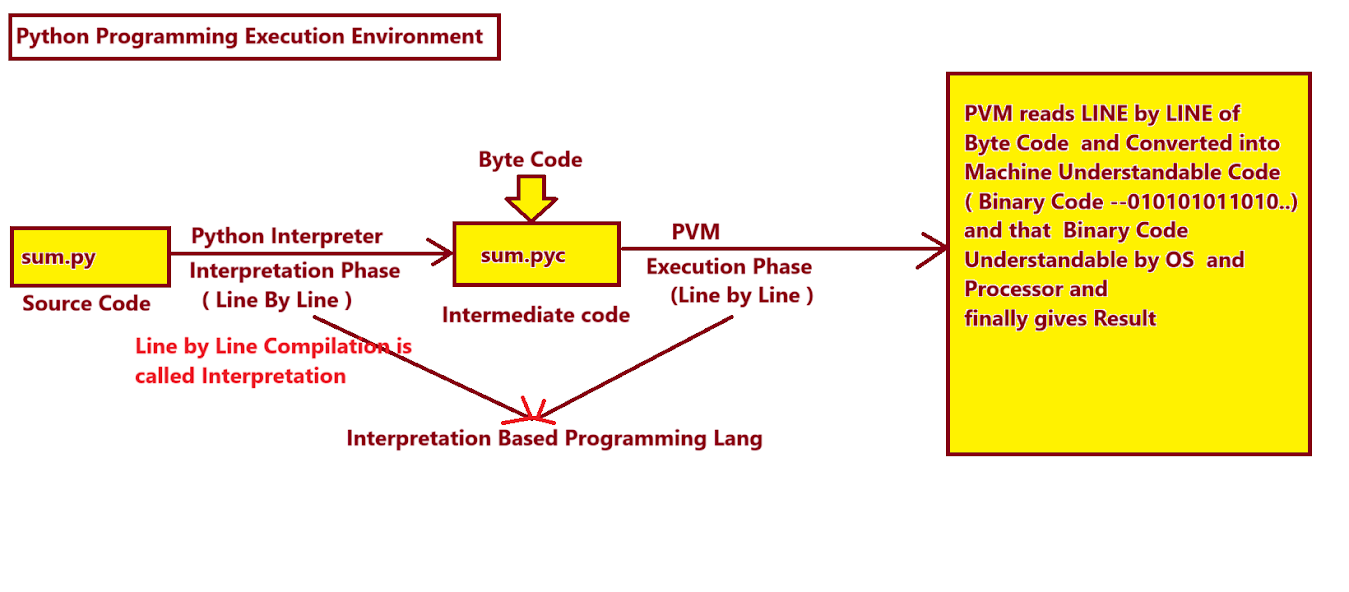 Python Programming Execution Environment
Byte Code
sum.py
Source Code
Python Interpreter
Interpretation Phase
( Line By Line )
sum.pyc
Intermediate code
PVM
Execution Phase
(Line by Line )
Line by Line Compilation is
called Interpretation
Interpretation Based Programming Lang
PVM reads LINE by LINE of
Byte Code and Converted into
Machine Understandable Code
( Binary Code --010101011010..)
and that Binary Code
Understandable by OS and
Processor and
finally gives Result